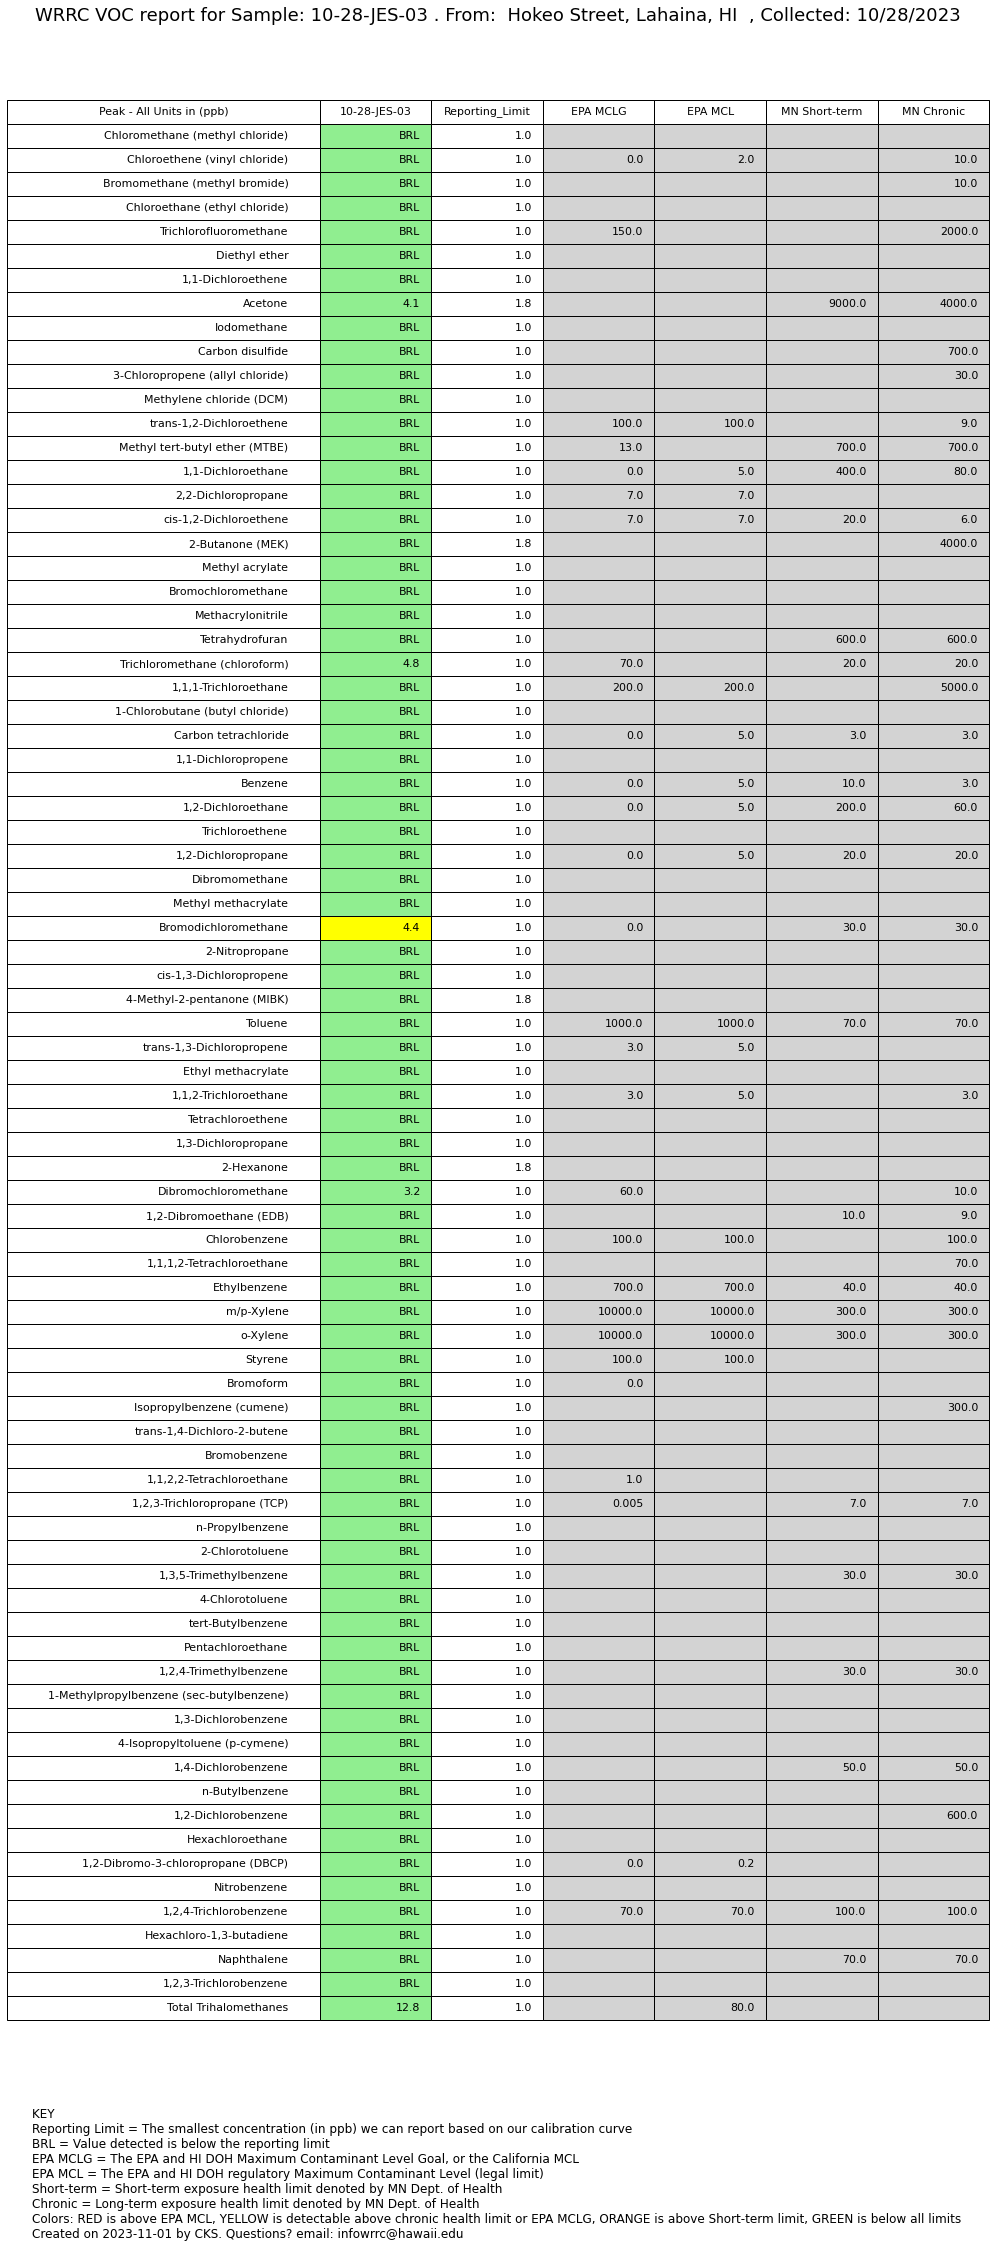 WRRC VOC report for Sample: 10-28-JES-03 . From:  Hokeo Street, Lahaina, HI  , Collected: 10/28/2023
Peak - All Units in (ppb) 10-28-JES-03 Reporting_Limit EPA MCLG EPA MCL MN Short-term MN Chronic
Chloromethane (methyl chloride) BRL 1.0
Chloroethene (vinyl chloride) BRL 1.0 0.0 2.0 10.0
Bromomethane (methyl bromide) BRL 1.0 10.0
Chloroethane (ethyl chloride) BRL 1.0
Trichlorofluoromethane BRL 1.0 150.0 2000.0
Diethyl ether BRL 1.0
1,1-Dichloroethene BRL 1.0
Acetone 4.1 1.8 9000.0 4000.0
Iodomethane BRL 1.0
Carbon disulfide BRL 1.0 700.0
3-Chloropropene (allyl chloride) BRL 1.0 30.0
Methylene chloride (DCM) BRL 1.0
trans-1,2-Dichloroethene BRL 1.0 100.0 100.0 9.0
Methyl tert-butyl ether (MTBE) BRL 1.0 13.0 700.0 700.0
1,1-Dichloroethane BRL 1.0 0.0 5.0 400.0 80.0
2,2-Dichloropropane BRL 1.0 7.0 7.0
cis-1,2-Dichloroethene BRL 1.0 7.0 7.0 20.0 6.0
2-Butanone (MEK) BRL 1.8 4000.0
Methyl acrylate BRL 1.0
Bromochloromethane BRL 1.0
Methacrylonitrile BRL 1.0
Tetrahydrofuran BRL 1.0 600.0 600.0
Trichloromethane (chloroform) 4.8 1.0 70.0 20.0 20.0
1,1,1-Trichloroethane BRL 1.0 200.0 200.0 5000.0
1-Chlorobutane (butyl chloride) BRL 1.0
Carbon tetrachloride BRL 1.0 0.0 5.0 3.0 3.0
1,1-Dichloropropene BRL 1.0
Benzene BRL 1.0 0.0 5.0 10.0 3.0
1,2-Dichloroethane BRL 1.0 0.0 5.0 200.0 60.0
Trichloroethene BRL 1.0
1,2-Dichloropropane BRL 1.0 0.0 5.0 20.0 20.0
Dibromomethane BRL 1.0
Methyl methacrylate BRL 1.0
Bromodichloromethane 4.4 1.0 0.0 30.0 30.0
2-Nitropropane BRL 1.0
cis-1,3-Dichloropropene BRL 1.0
4-Methyl-2-pentanone (MIBK) BRL 1.8
Toluene BRL 1.0 1000.0 1000.0 70.0 70.0
trans-1,3-Dichloropropene BRL 1.0 3.0 5.0
Ethyl methacrylate BRL 1.0
1,1,2-Trichloroethane BRL 1.0 3.0 5.0 3.0
Tetrachloroethene BRL 1.0
1,3-Dichloropropane BRL 1.0
2-Hexanone BRL 1.8
Dibromochloromethane 3.2 1.0 60.0 10.0
1,2-Dibromoethane (EDB) BRL 1.0 10.0 9.0
Chlorobenzene BRL 1.0 100.0 100.0 100.0
1,1,1,2-Tetrachloroethane BRL 1.0 70.0
Ethylbenzene BRL 1.0 700.0 700.0 40.0 40.0
m/p-Xylene BRL 1.0 10000.0 10000.0 300.0 300.0
o-Xylene BRL 1.0 10000.0 10000.0 300.0 300.0
Styrene BRL 1.0 100.0 100.0
Bromoform BRL 1.0 0.0
Isopropylbenzene (cumene) BRL 1.0 300.0
trans-1,4-Dichloro-2-butene BRL 1.0
Bromobenzene BRL 1.0
1,1,2,2-Tetrachloroethane BRL 1.0 1.0
1,2,3-Trichloropropane (TCP) BRL 1.0 0.005 7.0 7.0
n-Propylbenzene BRL 1.0
2-Chlorotoluene BRL 1.0
1,3,5-Trimethylbenzene BRL 1.0 30.0 30.0
4-Chlorotoluene BRL 1.0
tert-Butylbenzene BRL 1.0
Pentachloroethane BRL 1.0
1,2,4-Trimethylbenzene BRL 1.0 30.0 30.0
1-Methylpropylbenzene (sec-butylbenzene) BRL 1.0
1,3-Dichlorobenzene BRL 1.0
4-Isopropyltoluene (p-cymene) BRL 1.0
1,4-Dichlorobenzene BRL 1.0 50.0 50.0
n-Butylbenzene BRL 1.0
1,2-Dichlorobenzene BRL 1.0 600.0
Hexachloroethane BRL 1.0
1,2-Dibromo-3-chloropropane (DBCP) BRL 1.0 0.0 0.2
Nitrobenzene BRL 1.0
1,2,4-Trichlorobenzene BRL 1.0 70.0 70.0 100.0 100.0
Hexachloro-1,3-butadiene BRL 1.0
Naphthalene BRL 1.0 70.0 70.0
1,2,3-Trichlorobenzene BRL 1.0
Total Trihalomethanes 12.8 1.0 80.0
KEY
Reporting Limit = The smallest concentration (in ppb) we can report based on our calibration curve
BRL = Value detected is below the reporting limit
EPA MCLG = The EPA and HI DOH Maximum Contaminant Level Goal, or the California MCL
EPA MCL = The EPA and HI DOH regulatory Maximum Contaminant Level (legal limit)
Short-term = Short-term exposure health limit denoted by MN Dept. of Health
Chronic = Long-term exposure health limit denoted by MN Dept. of Health
Colors: RED is above EPA MCL, YELLOW is detectable above chronic health limit or EPA MCLG, ORANGE is above Short-term limit, GREEN is below all limits
Created on 2023-11-01 by CKS. Questions? email: infowrrc@hawaii.edu